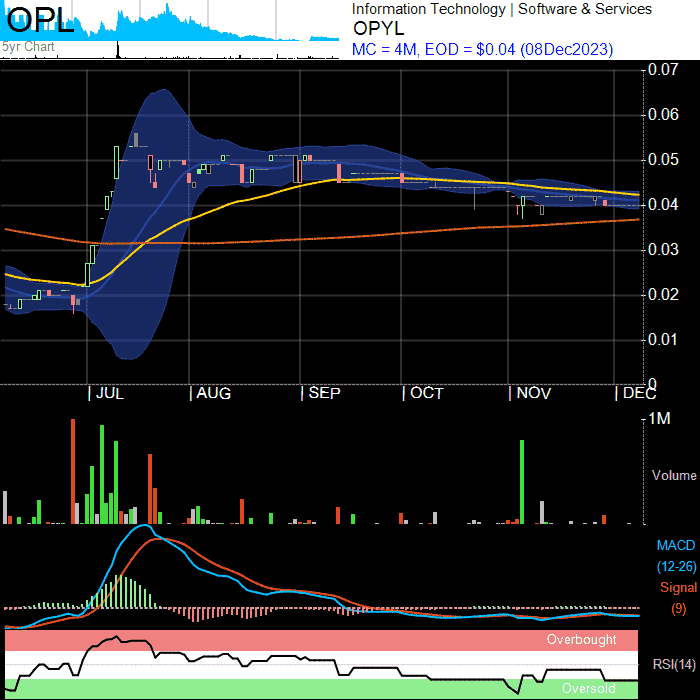 OPL
5yr Chart
Information Technology | Software & Services
OPYL
MC = 4M, EOD = $0.04 (08Dec2023)
0.07
0.06
0.05
0.04
0.03
0.02
0.01
0
| JUL | AUG | SEP | OCT | NOV | DEC
1M
Volume
MACD
(12-26)
Signal
(9)
Overbought
RSI(14)
Oversold